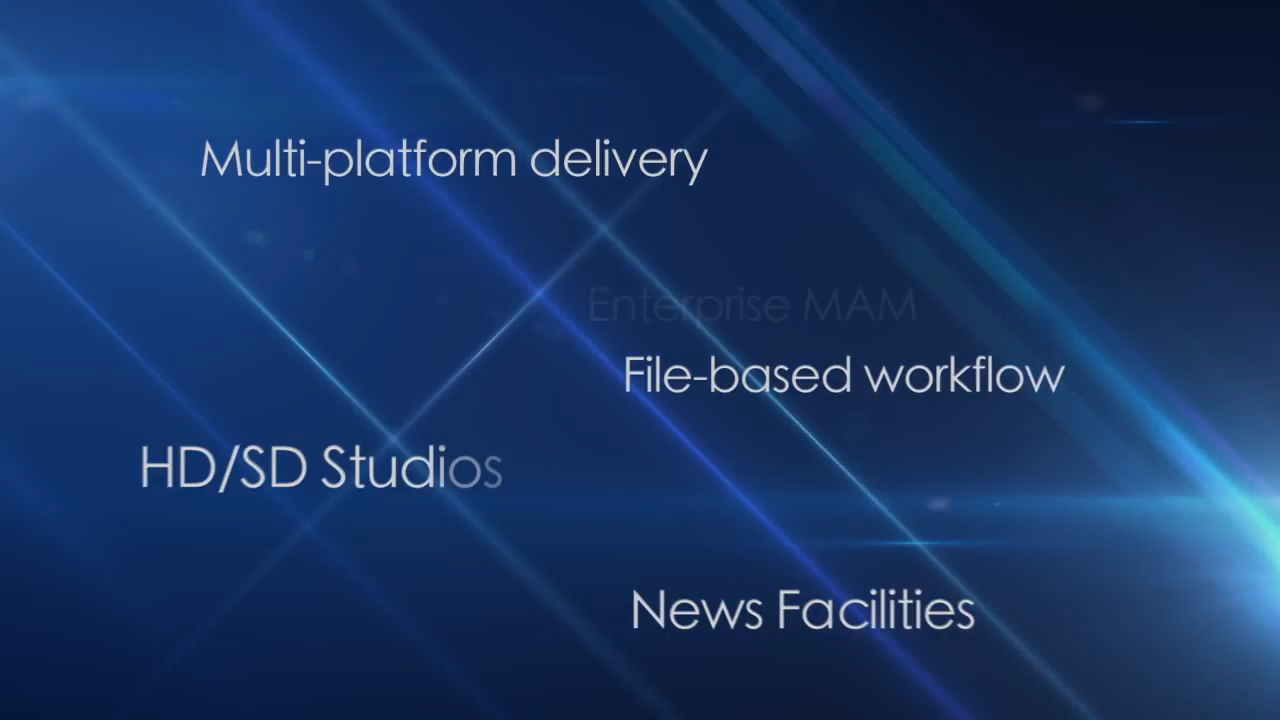 Multi-platform delivery
Enterprise MAM
File-based workflow
HD/SD Studios
News Facilities